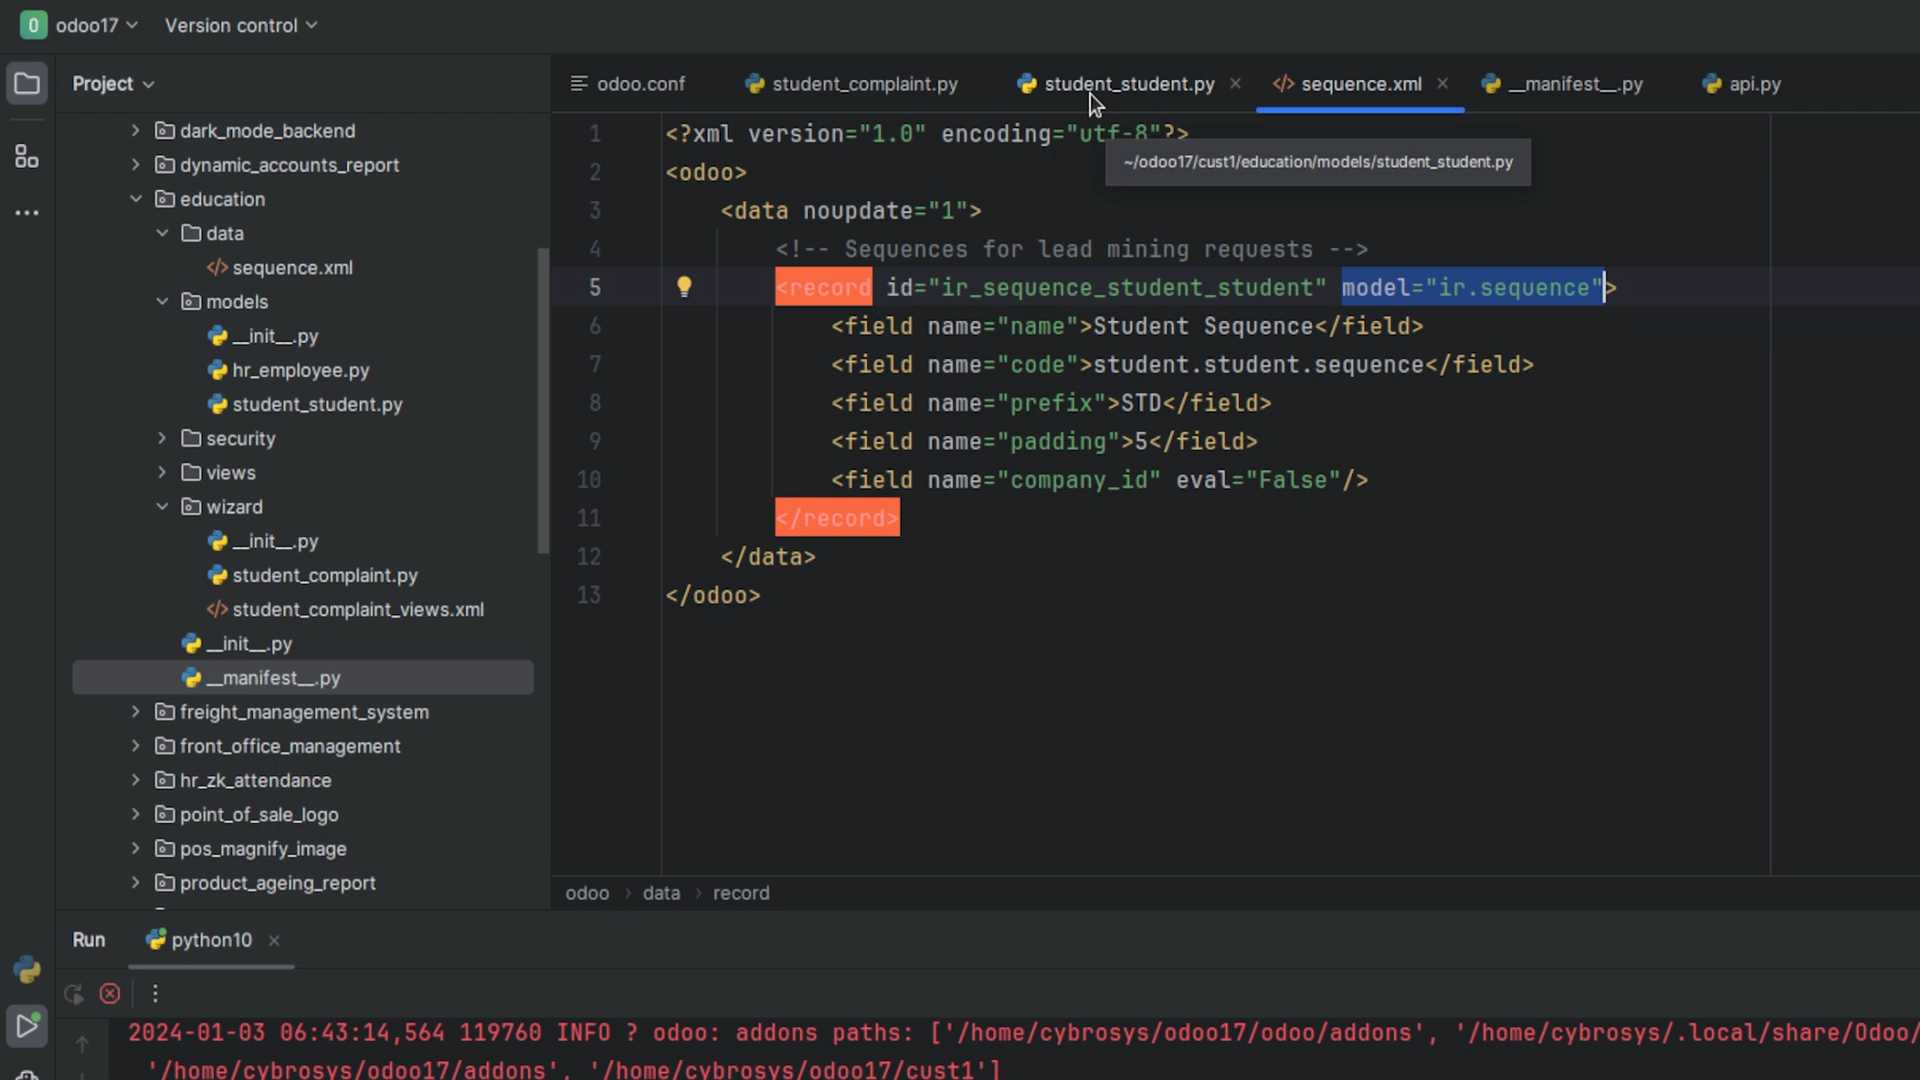 0 odoo17 Version control
Project
odoo.conf student_complaint.py student_student.py sequence.xml __manifest__.py api.py
~/odoo17/cust1/education/models/student_student.py
dark_mode_backend
dynamic_accounts_report
education
data
sequence.xml
models
__init__.py
hr_employee.py
student_student.py
security
views
wizard
__init__.py
student_complaint.py
student_complaint_views.xml
__init__.py
__manifest__.py
freight_management_system
front_office_management
hr_zk_attendance
point_of_sale_logo
pos_magnify_image
product_ageing_report
1 <?xml version="1.0" encoding="utf-8"?>
2 <odoo>
3 <data noupdate="1">
4 <!-- Sequences for lead mining requests -->
5 <record id="ir_sequence_student_student" model="ir.sequence">
6 <field name="name">Student Sequence</field>
7 <field name="code">student.student.sequence</field>
8 <field name="prefix">STD</field>
9 <field name="padding">5</field>
10 <field name="company_id" eval="False"/>
11 </record>
12 </data>
13 </odoo>
odoo > data > record
Run python10
2024-01-03 06:43:14,564 119760 INFO ? odoo: addons paths: ['/home/cybrosys/odoo17/odoo/addons', '/home/cybrosys/.local/share/Odoo/
'/home/cybrosys/odoo17/addons', '/home/cybrosys/odoo17/cust1']